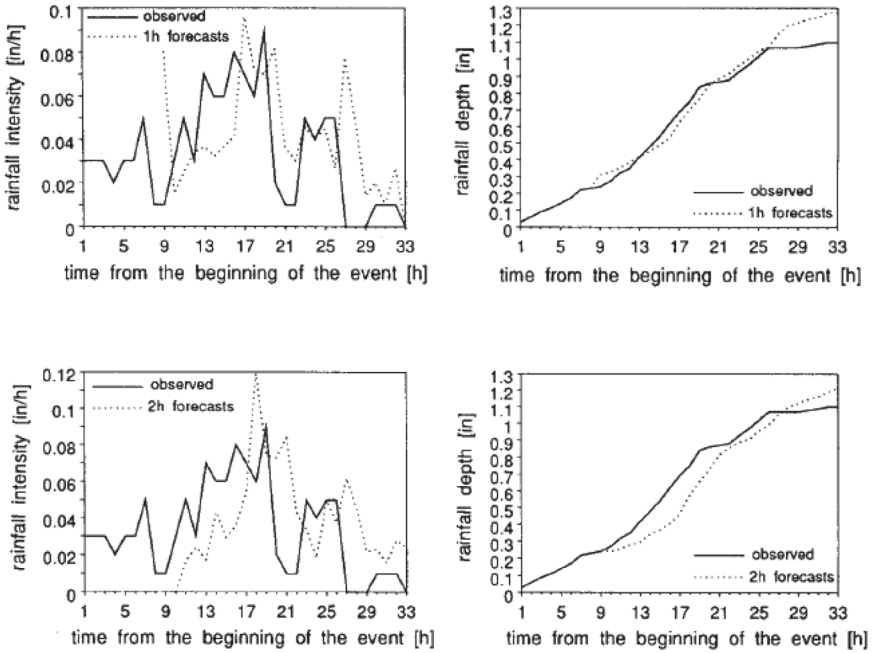 rainfall intensity [in/h]
0.1
0.08
0.06
0.04
0.02
0
observed
1h forecasts
1 5 9 13 17 21 25 29 33
time from the beginning of the event [h]
rainfall depth [in]
1.3
1.2
1.1
1
0.9
0.8
0.7
0.6
0.5
0.4
0.3
0.2
0.1
0
observed
1h forecasts
1 5 9 13 17 21 25 29 33
time from the beginning of the event [h]
rainfall intensity [in/h]
0.12
0.1
0.08
0.06
0.04
0.02
0
observed
2h forecasts
1 5 9 13 17 21 25 29 33
time from the beginning of the event [h]
rainfall depth [in]
1.3
1.2
1.1
1
0.9
0.8
0.7
0.6
0.5
0.4
0.3
0.2
0.1
0
observed
2h forecasts
1 5 9 13 17 21 25 29 33
time from the beginning of the event [h]